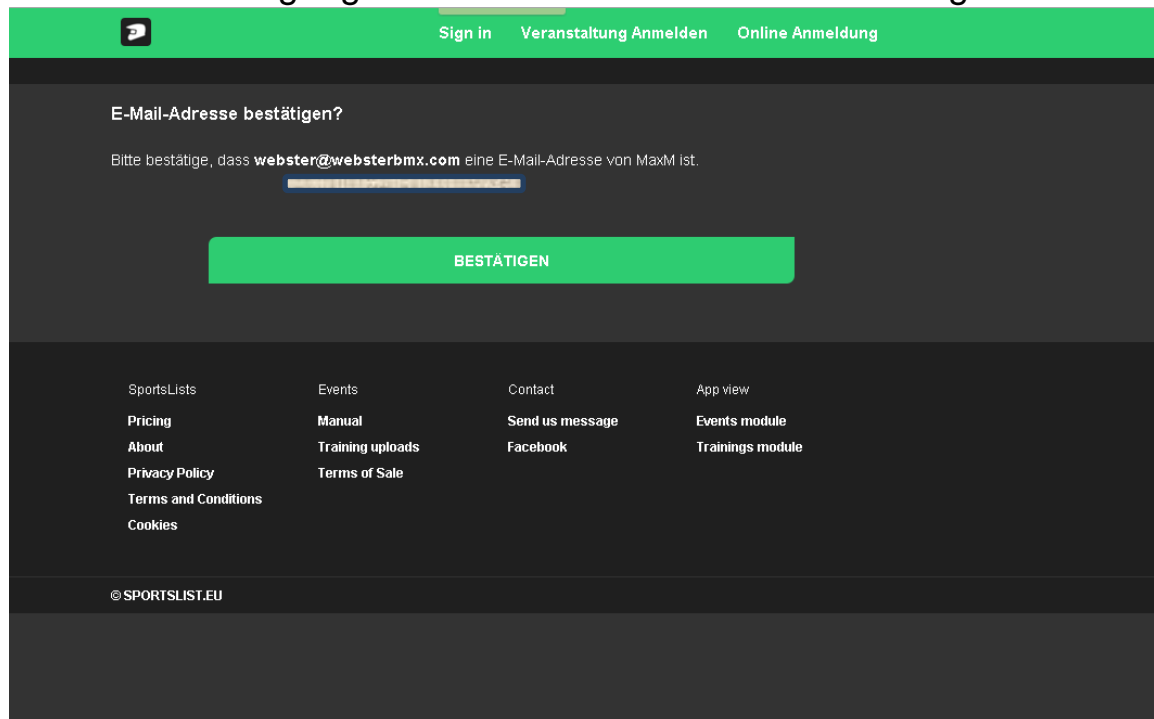 Sign in Veranstaltung Anmelden Online Anmeldung
E-Mail-Adresse bestätigen?
Bitte bestätige, dass webster@websterbmx.com eine E-Mail-Adresse von MaxM ist.
BESTÄTIGEN
SportsLists Events Contact App view
Pricing Manual Send us message Events module
About Training uploads Facebook Trainings module
Privacy Policy Terms of Sale
Terms and Conditions
Cookies
© SPORTSLIST.EU